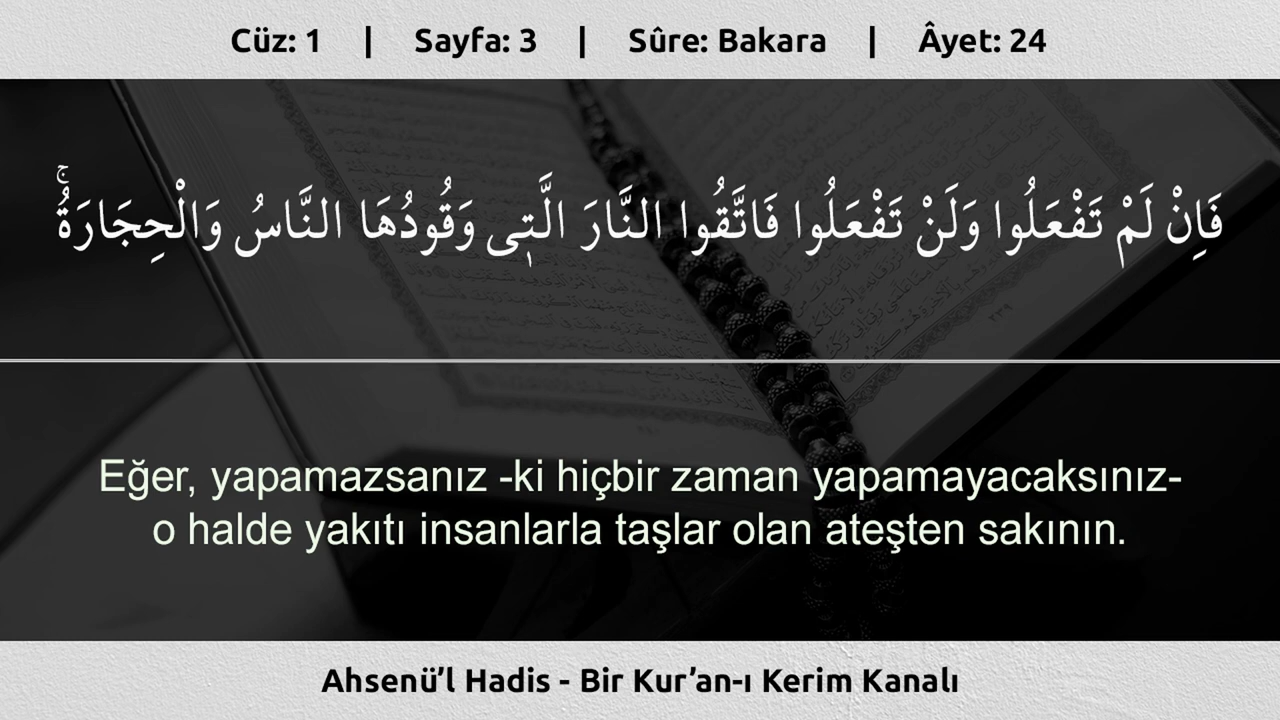 Cüz: 1 | Sayfa: 3 | Sûre: Bakara | Âyet: 24
فَاِنْ لَمْ تَفْعَلُوا وَلَنْ تَفْعَلُوا فَاتَّقُوا النَّارَ الَّتٖى وَقُودُهَا النَّاسُ وَالْحِجَارَةُۚ
Eğer, yapamazsanız -ki hiçbir zaman yapamayacaksınız-
o halde yakıtı insanlarla taşlar olan ateşten sakının.
Ahsenü’l Hadis - Bir Kur’an-ı Kerim Kanalı